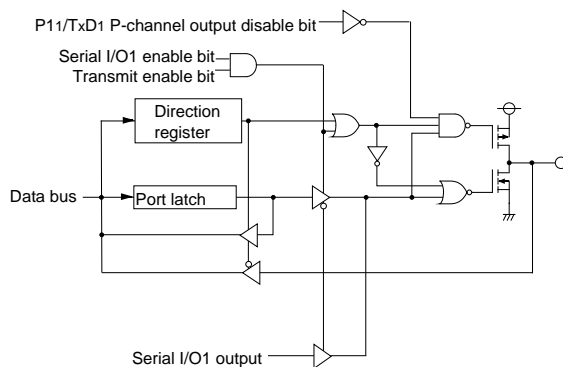 P11/TxD1 P-channel output disable bit
Serial I/O1 enable bit
Transmit enable bit
Direction
register
Data bus
Port latch
Serial I/O1 output